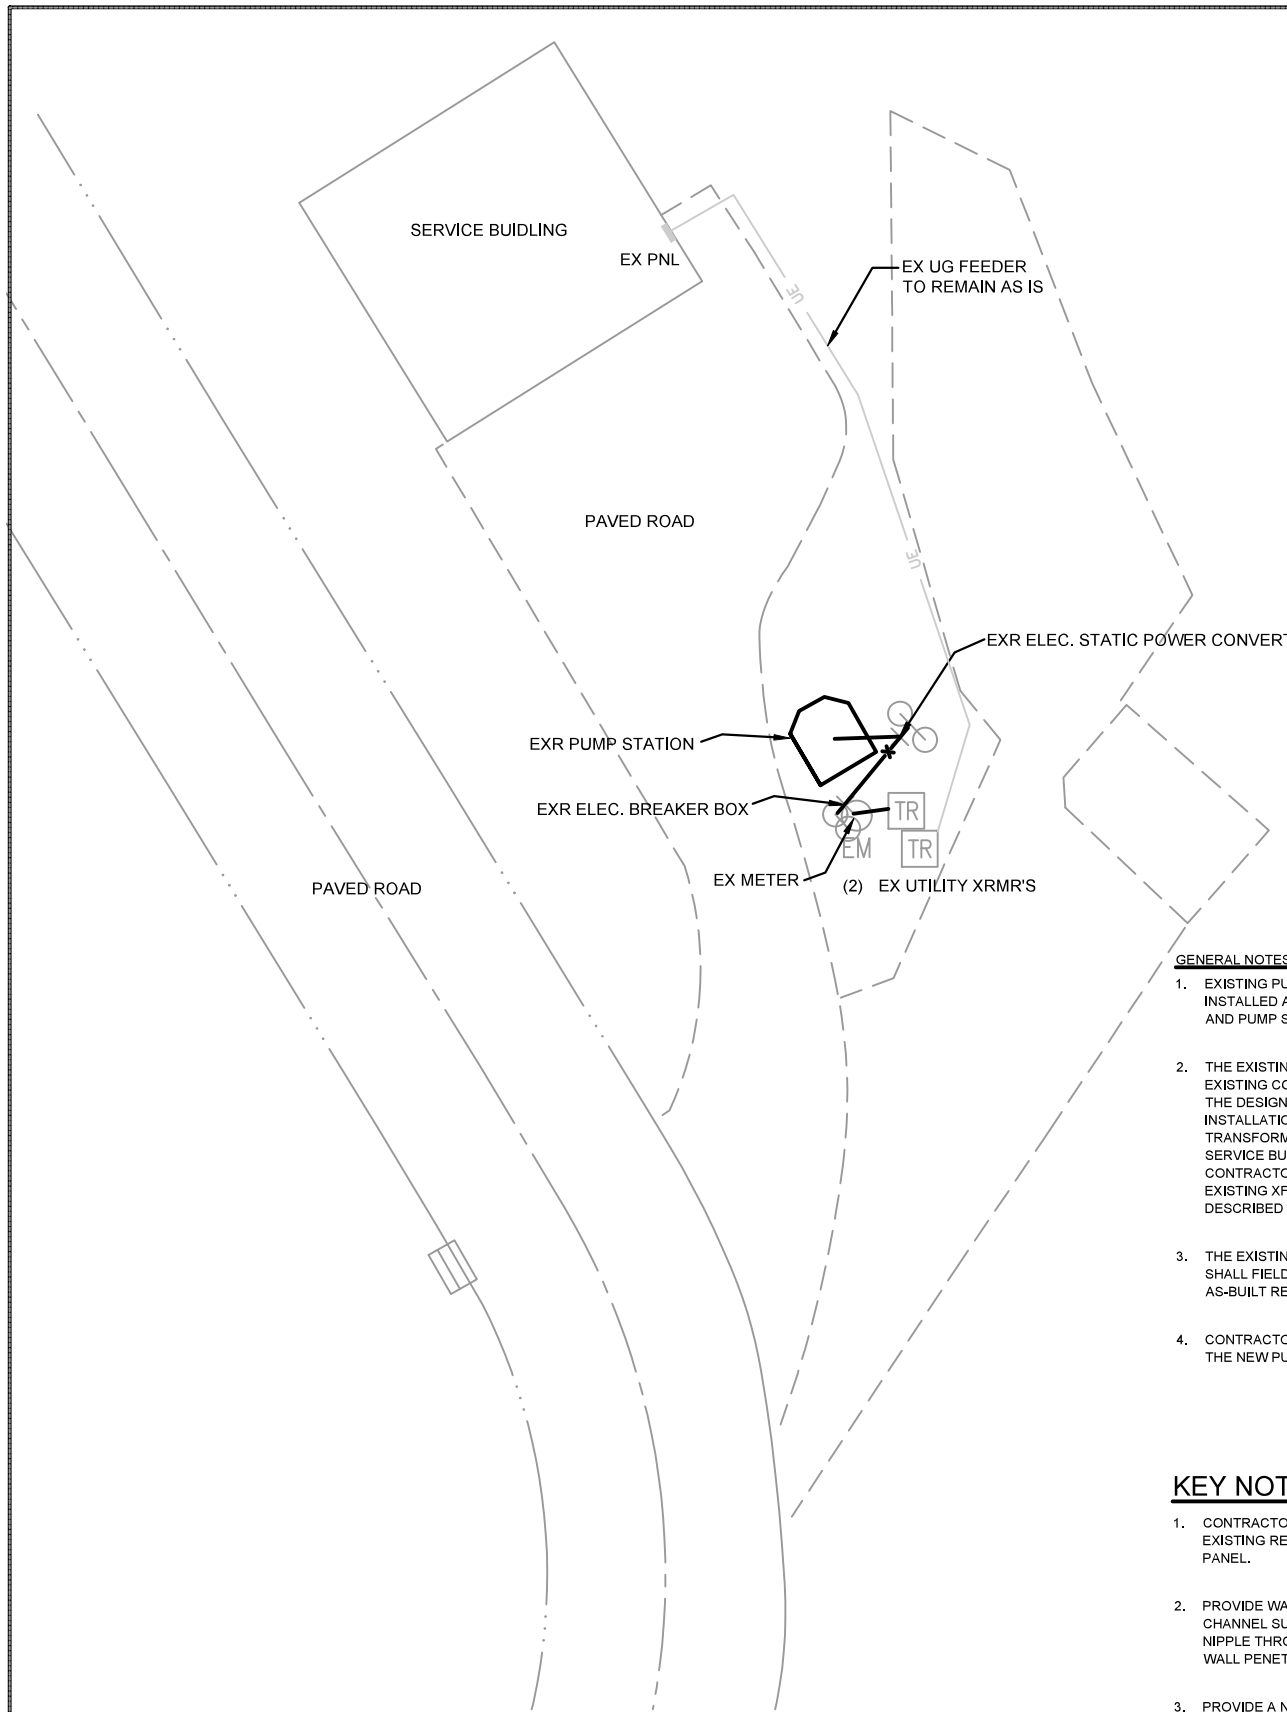 SERVICE BUIDLING
EX PNL
EX UG FEEDER
TO REMAIN AS IS
UE
PAVED ROAD
UE
EXR ELEC. STATIC POWER CONVERT
EXR PUMP STATION
EXR ELEC. BREAKER BOX
TR
EM
TR
EX METER
(2) EX UTILITY XRMR'S
PAVED ROAD
GENERAL NOTES
1. EXISTING PU
INSTALLED A
AND PUMP S
2. THE EXISTIN
EXISTING CO
THE DESIGN
INSTALLATIO
TRANSFORM
SERVICE BU
CONTRACTO
EXISTING XF
DESCRIBED
3. THE EXISTIN
SHALL FIELD
AS-BUILT RE
4. CONTRACTO
THE NEW PU
KEY NOT
1. CONTRACTO
EXISTING RE
PANEL.
2. PROVIDE WA
CHANNEL SU
NIPPLE THRO
WALL PENET
3. PROVIDE A N